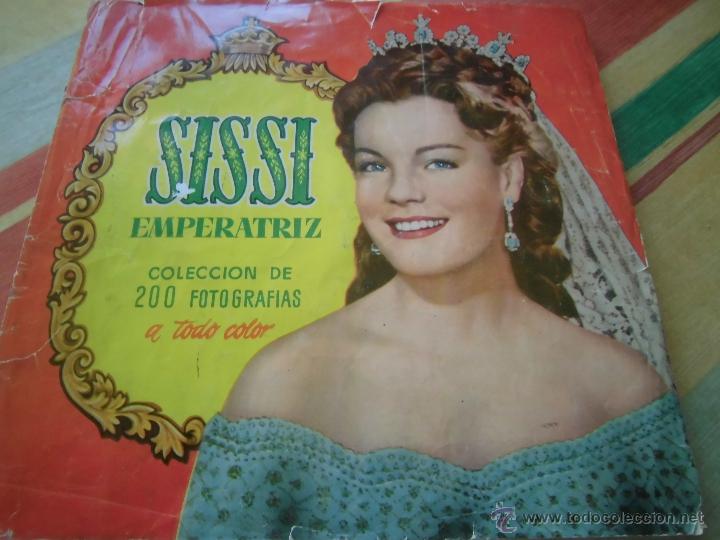 SISSI
EMPERATRIZ
COLECCION DE
200 FOTOGRAFIAS
a todo color
www.todocoleccion.net